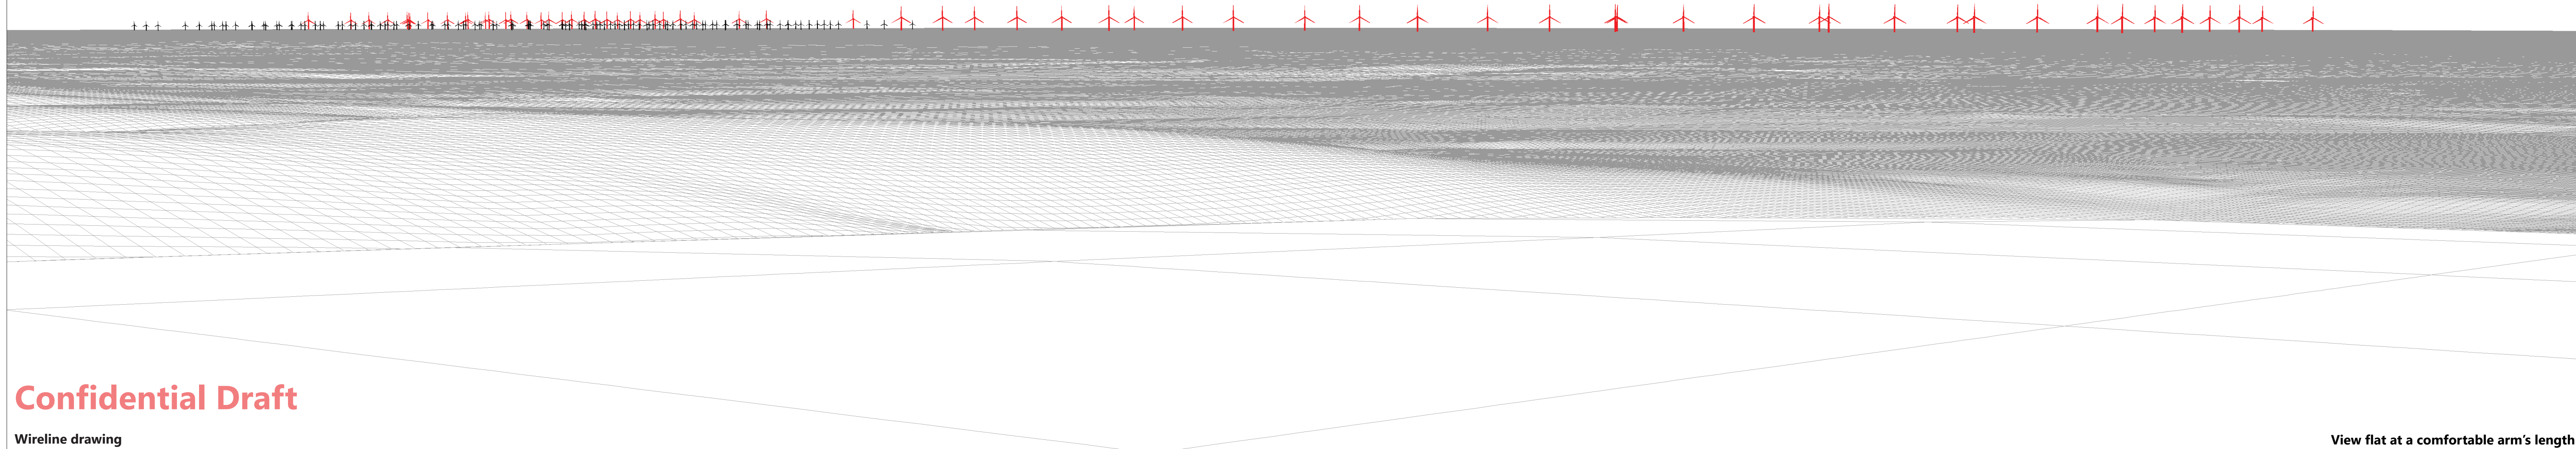 Confidential Draft
Wireline drawing
View flat at a comfortable arm’s length